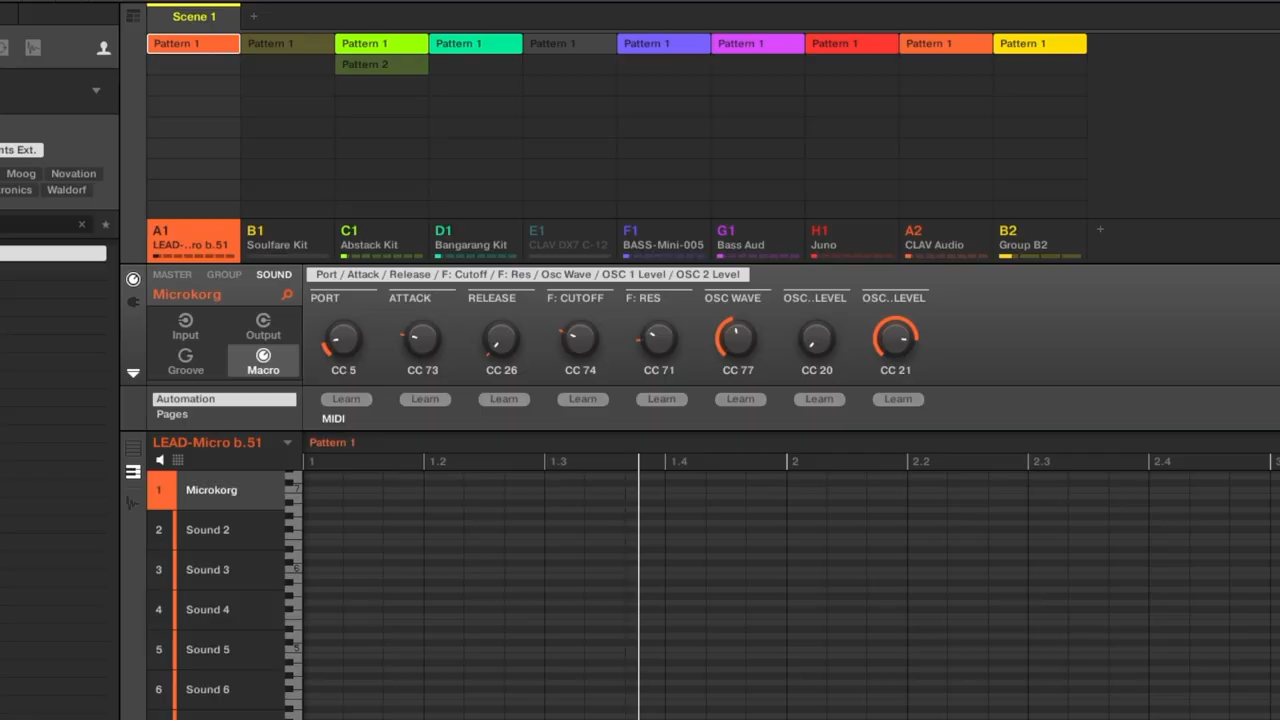 Scene 1 +
Pattern 1 Pattern 1 Pattern 1 Pattern 1 Pattern 1 Pattern 1 Pattern 1 Pattern 1 Pattern 1 Pattern 1
Pattern 2
nts Ext.
Moog Novation
ronics Waldorf
A1 B1 C1 D1 E1 F1 G1 H1 A2 B2 +
LEAD-..ro b.51 Soulfare Kit Abstack Kit Bangarang Kit CLAV DX7 C-12 BASS-Mini-005 Bass Aud Juno CLAV Audio Group B2
MASTER GROUP SOUND Port / Attack / Release / F: Cutoff / F: Res / Osc Wave / OSC 1 Level / OSC 2 Level
Microkorg PORT ATTACK RELEASE F: CUTOFF F: RES OSC WAVE OSC..LEVEL OSC..LEVEL
Input Output
Groove Macro CC 5 CC 73 CC 26 CC 74 CC 71 CC 77 CC 20 CC 21
Automation Learn Learn Learn Learn Learn Learn Learn Learn
Pages MIDI
LEAD-Micro b.51 Pattern 1
1 1.2 1.3 1.4 2 2.2 2.3 2.4 3
1 Microkorg 7
2 Sound 2
3 Sound 3 6
4 Sound 4
5 Sound 5 5
6 Sound 6